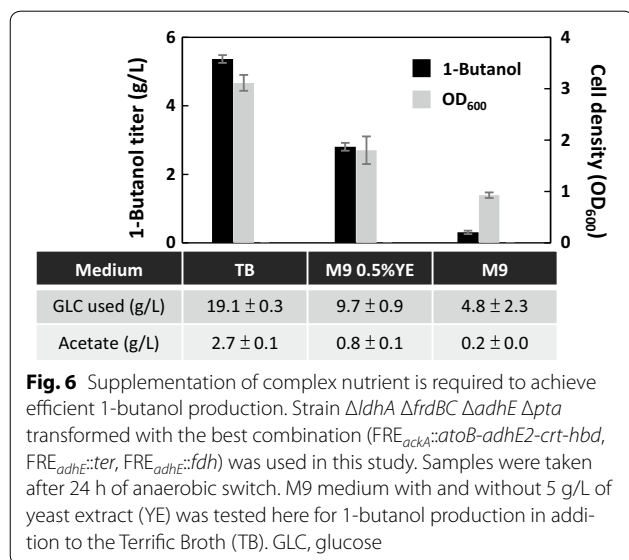 6
4
2
0
1-Butanol titer (g/L)
1-Butanol
OD600
4
3
2
1
0
Cell density (OD600)
Medium TB M9 0.5%YE M9
GLC used (g/L) 19.1 ± 0.3 9.7 ± 0.9 4.8 ± 2.3
Acetate (g/L) 2.7 ± 0.1 0.8 ± 0.1 0.2 ± 0.0
Fig. 6 Supplementation of complex nutrient is required to achieve
efficient 1-butanol production. Strain ΔldhA ΔfrdBC ΔadhE Δpta
transformed with the best combination (FREackA::atoB-adhE2-crt-hbd,
FREadhE::ter, FREadhE::fdh) was used in this study. Samples were taken
after 24 h of anaerobic switch. M9 medium with and without 5 g/L of
yeast extract (YE) was tested here for 1-butanol production in addi-
tion to the Terrific Broth (TB). GLC, glucose